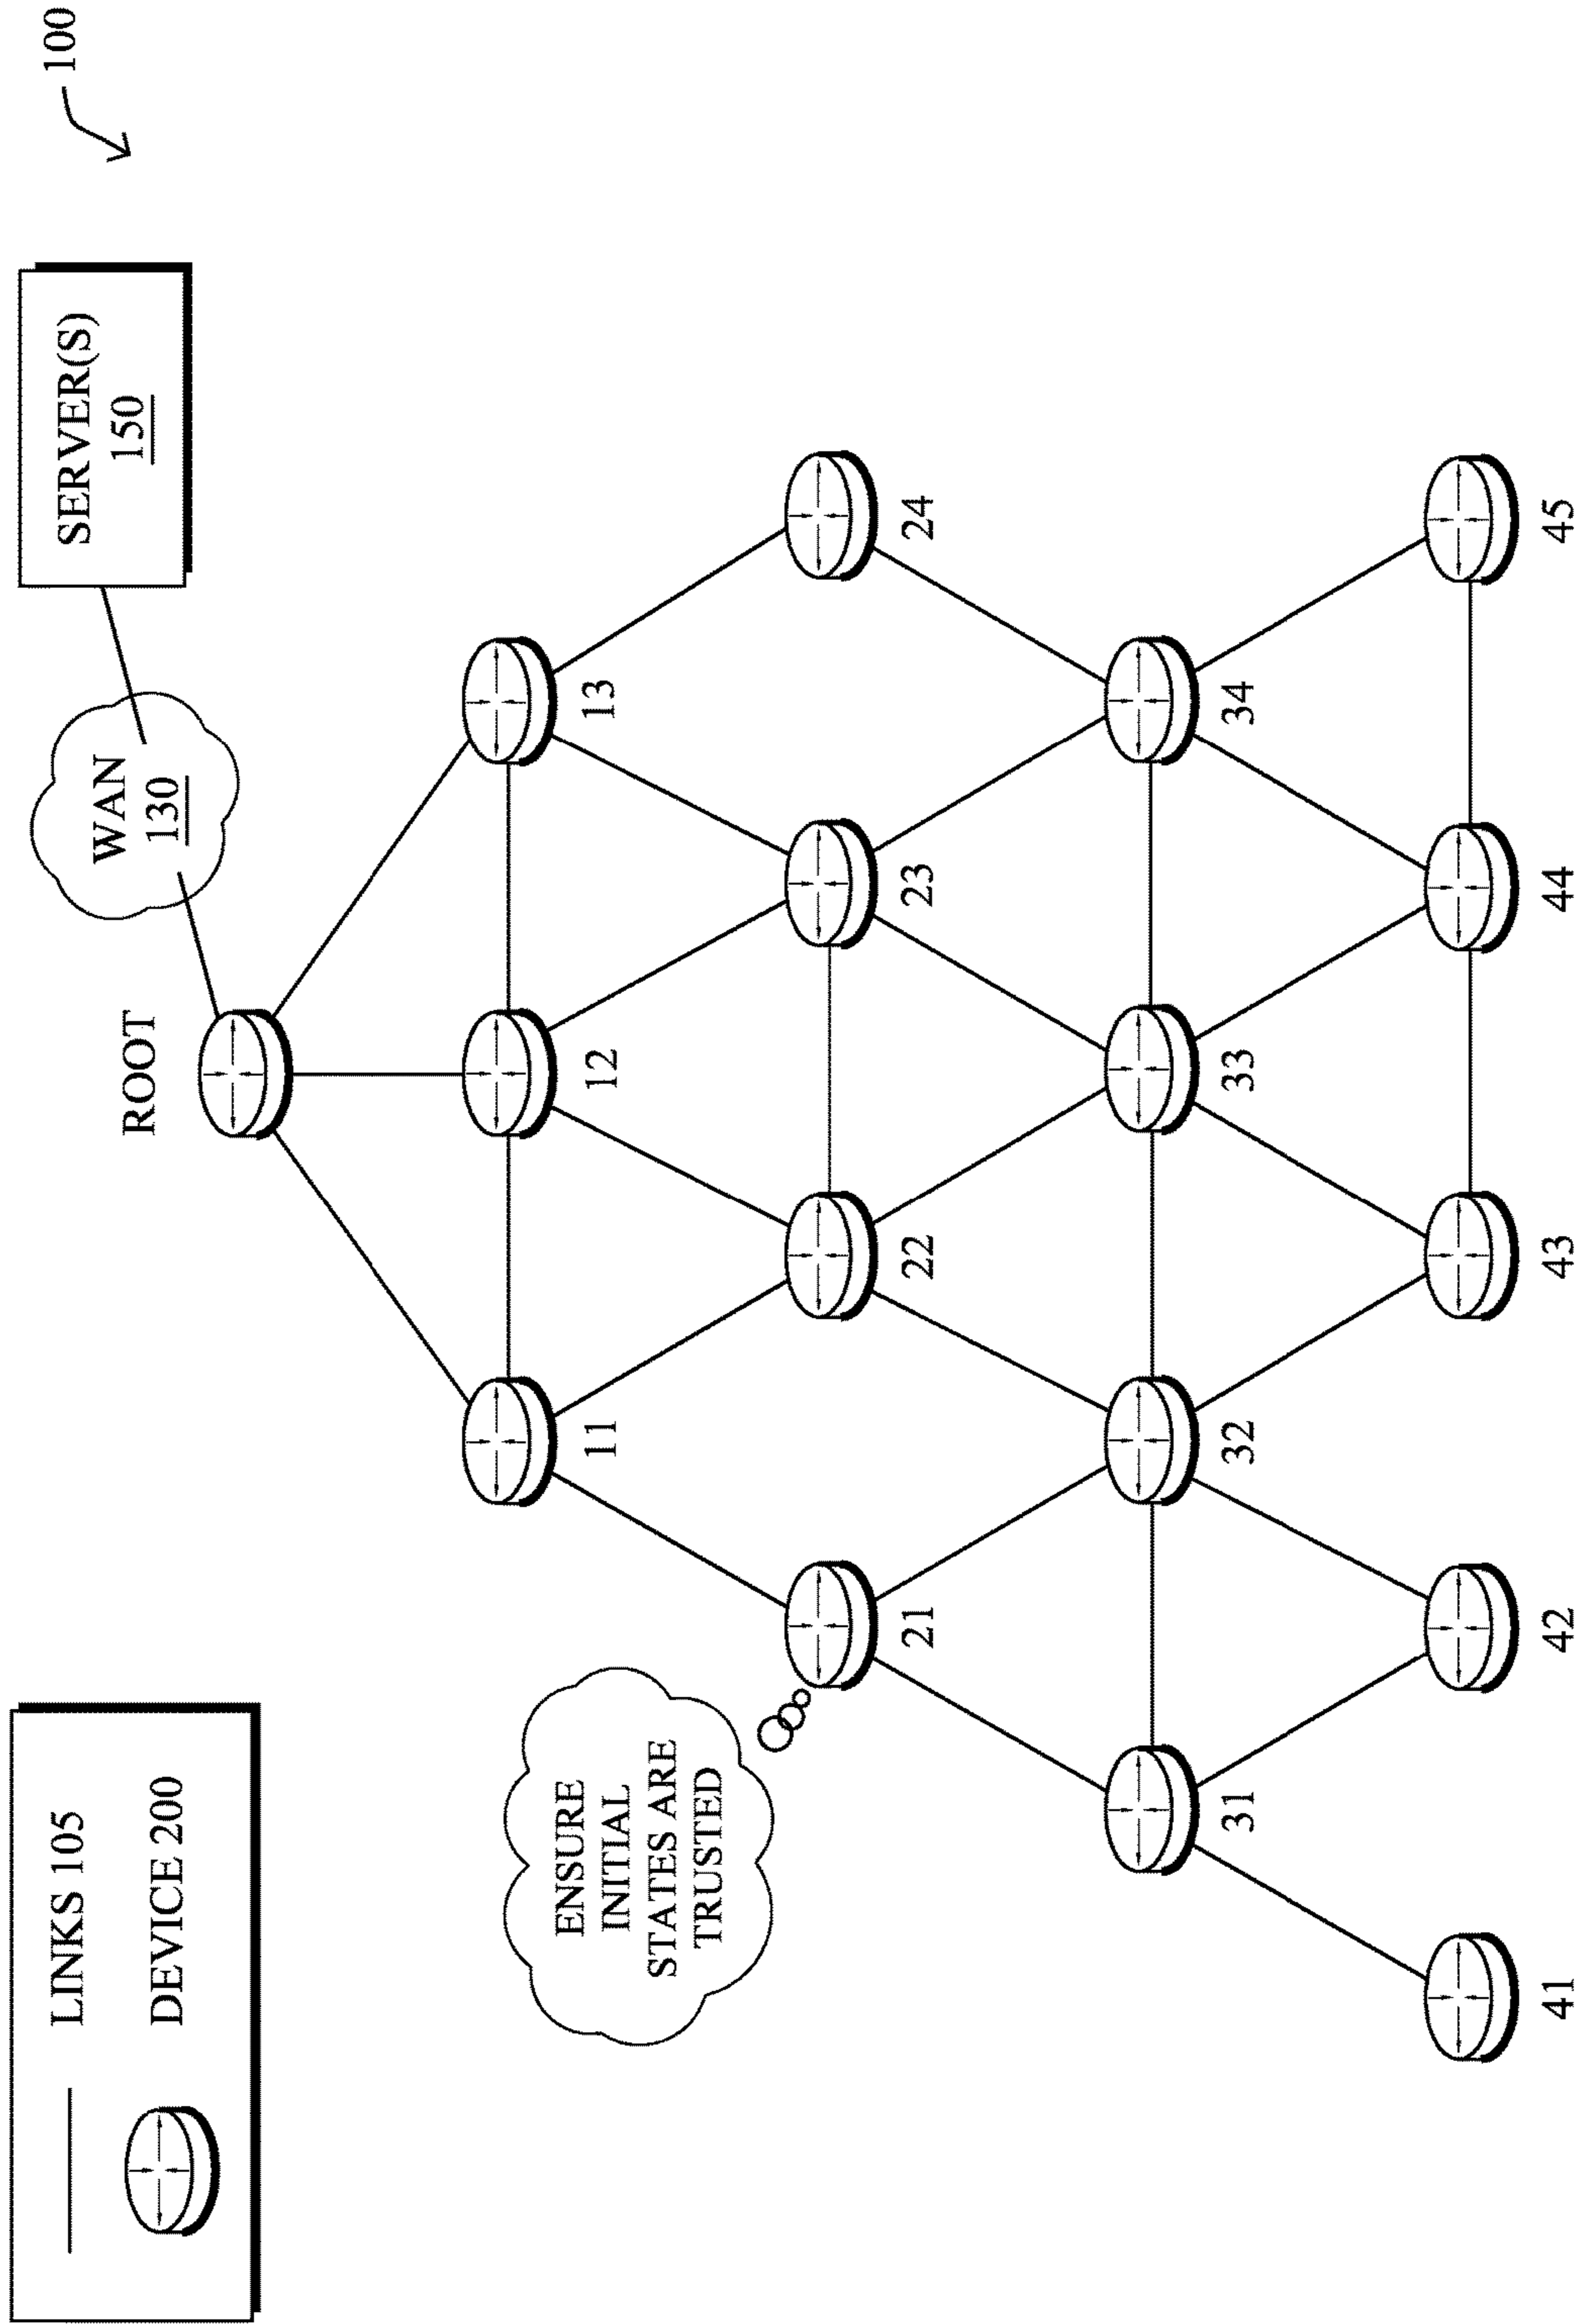 LINKS 105
DEVICE 200
ROOT
WAN
130
SERVER(S)
150
100
ENSURE
INITIAL
STATES ARE
TRUSTED
11
12
13
21
22
23
24
31
32
33
34
41
42
43
44
45